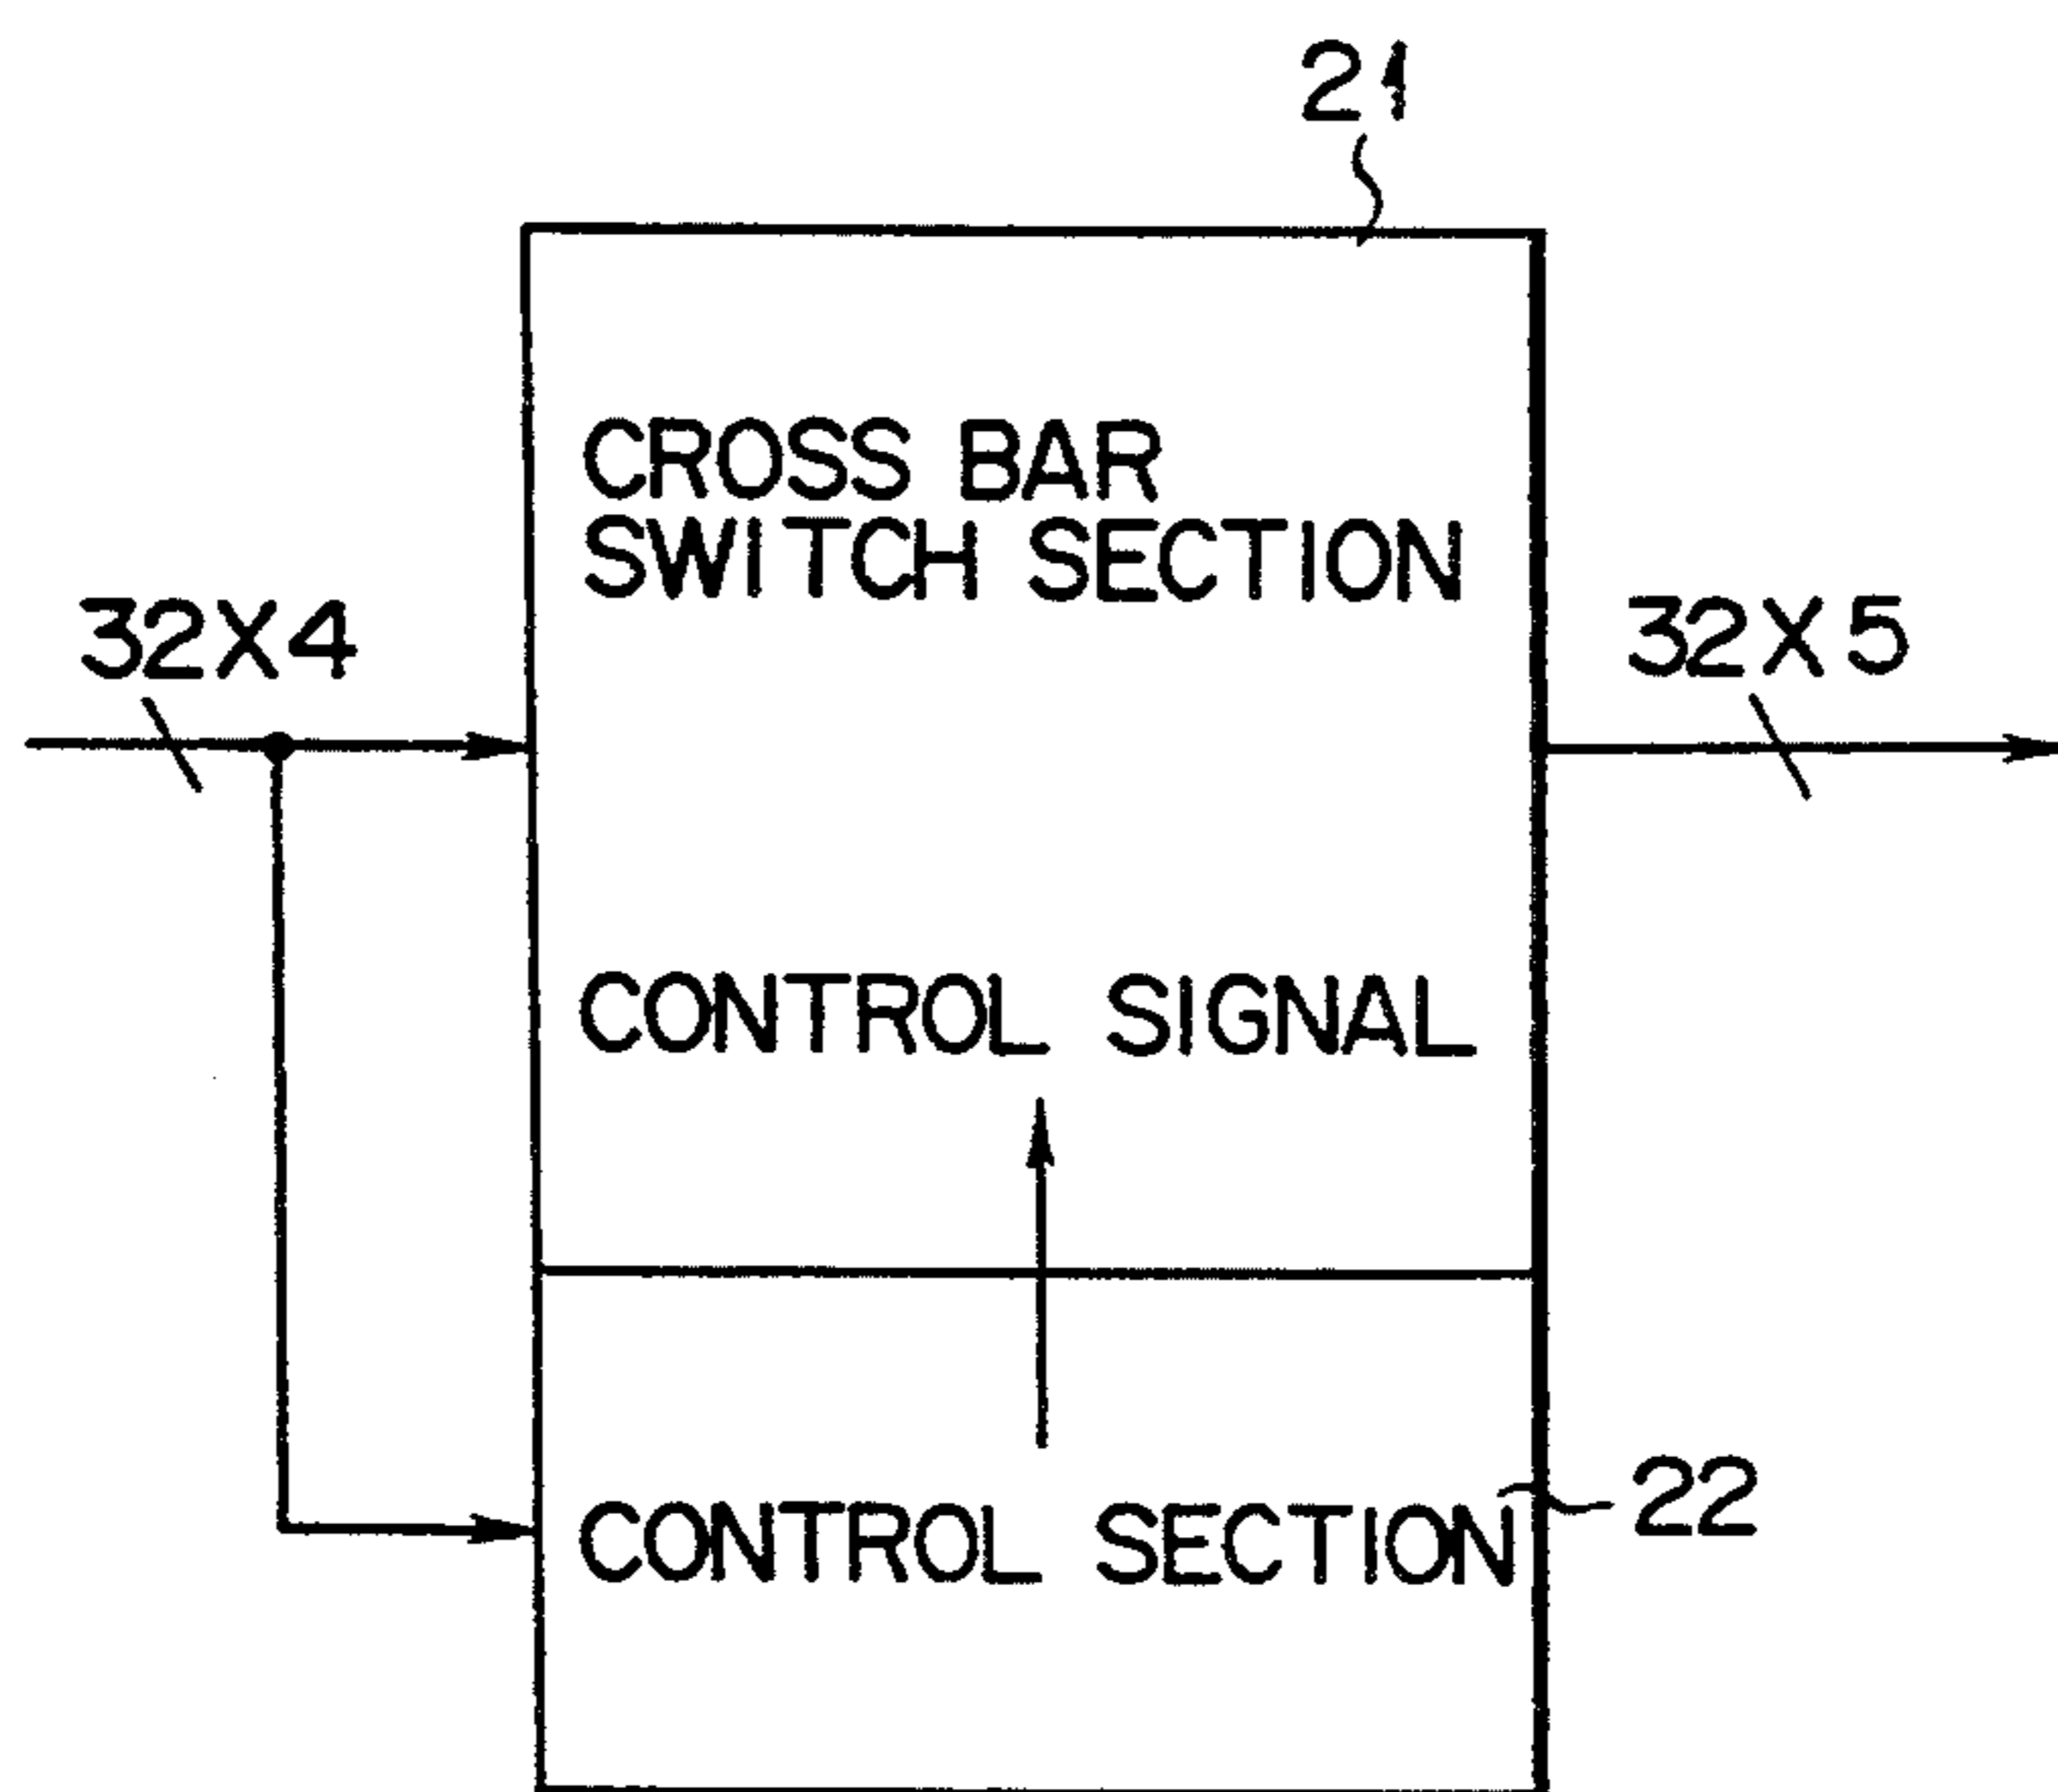 21
CROSS BAR
SWITCH SECTION
32X4
32X5
CONTROL SIGNAL
CONTROL SECTION
22